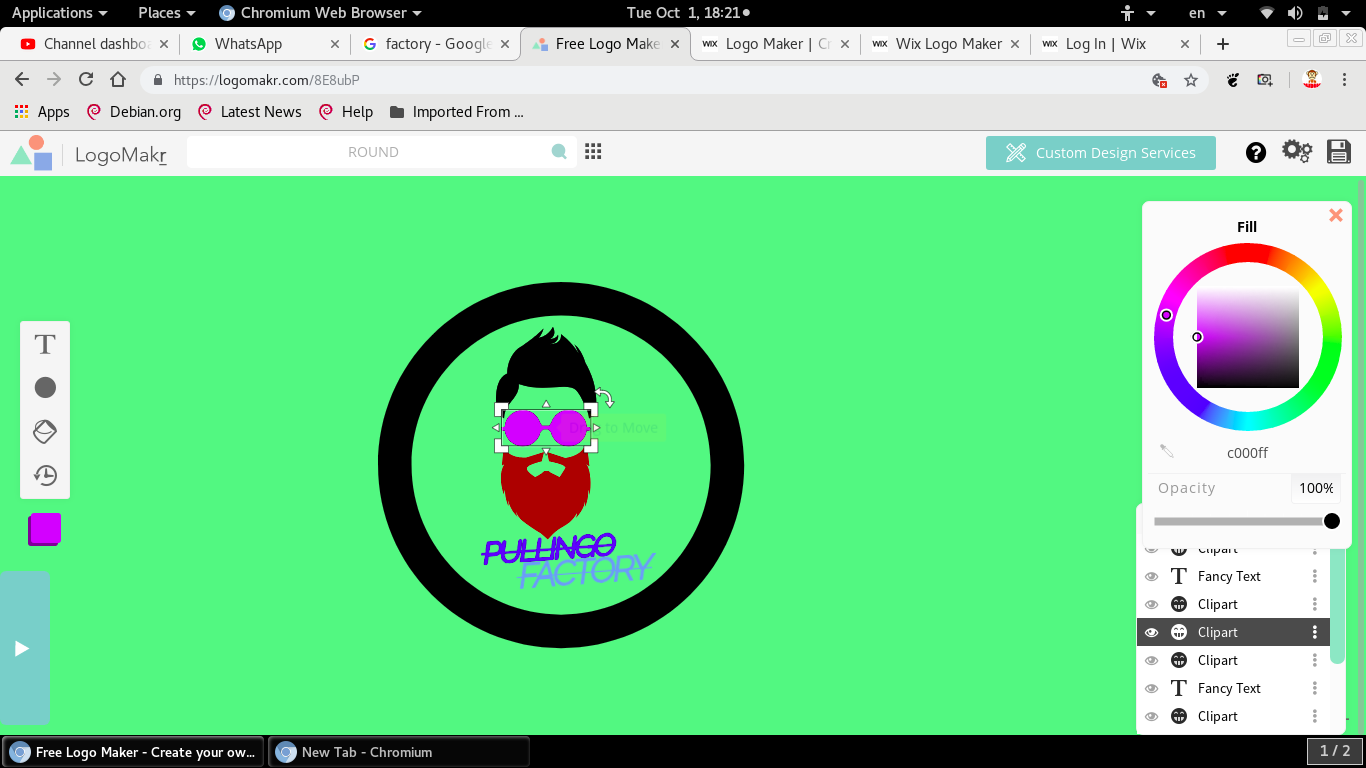 Applications Places Chromium Web Browser Tue Oct 1, 18:21 en
Channel dashbo WhatsApp factory - Google Free Logo Make Logo Maker | C Wix Logo Maker Log In | Wix
https://logomakr.com/8E8ubP
Apps Debian.org Latest News Help Imported From ...
LogoMakr ROUND Custom Design Services
Fill
T
to Move
c000ff
Opacity 100%
PULLINGO
FACTORY
Clipart
Fancy Text
Clipart
Clipart
Clipart
Fancy Text
Clipart
Free Logo Maker - Create your ow... New Tab - Chromium 1 / 2